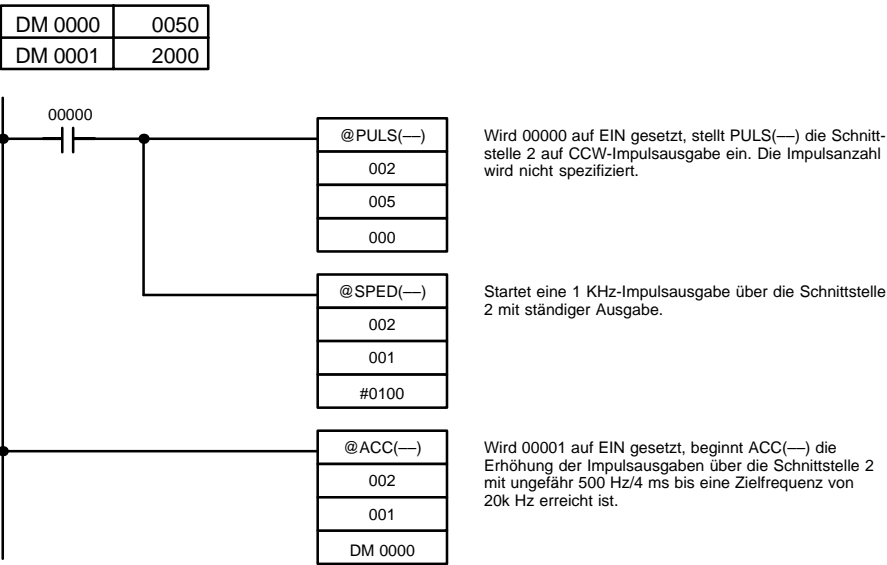 DM 0000 0050
DM 0001 2000
00000
@PULS(––)
002
005
000
Wird 00000 auf EIN gesetzt, stellt PULS(––) die Schnitt-
stelle 2 auf CCW-Impulsausgabe ein. Die Impulsanzahl
wird nicht spezifiziert.
@SPED(––)
002
001
#0100
Startet eine 1 KHz-Impulsausgabe über die Schnittstelle
2 mit ständiger Ausgabe.
@ACC(––)
002
001
DM 0000
Wird 00001 auf EIN gesetzt, beginnt ACC(––) die
Erhöhung der Impulsausgaben über die Schnittstelle 2
mit ungefähr 500 Hz/4 ms bis eine Zielfrequenz von
20k Hz erreicht ist.